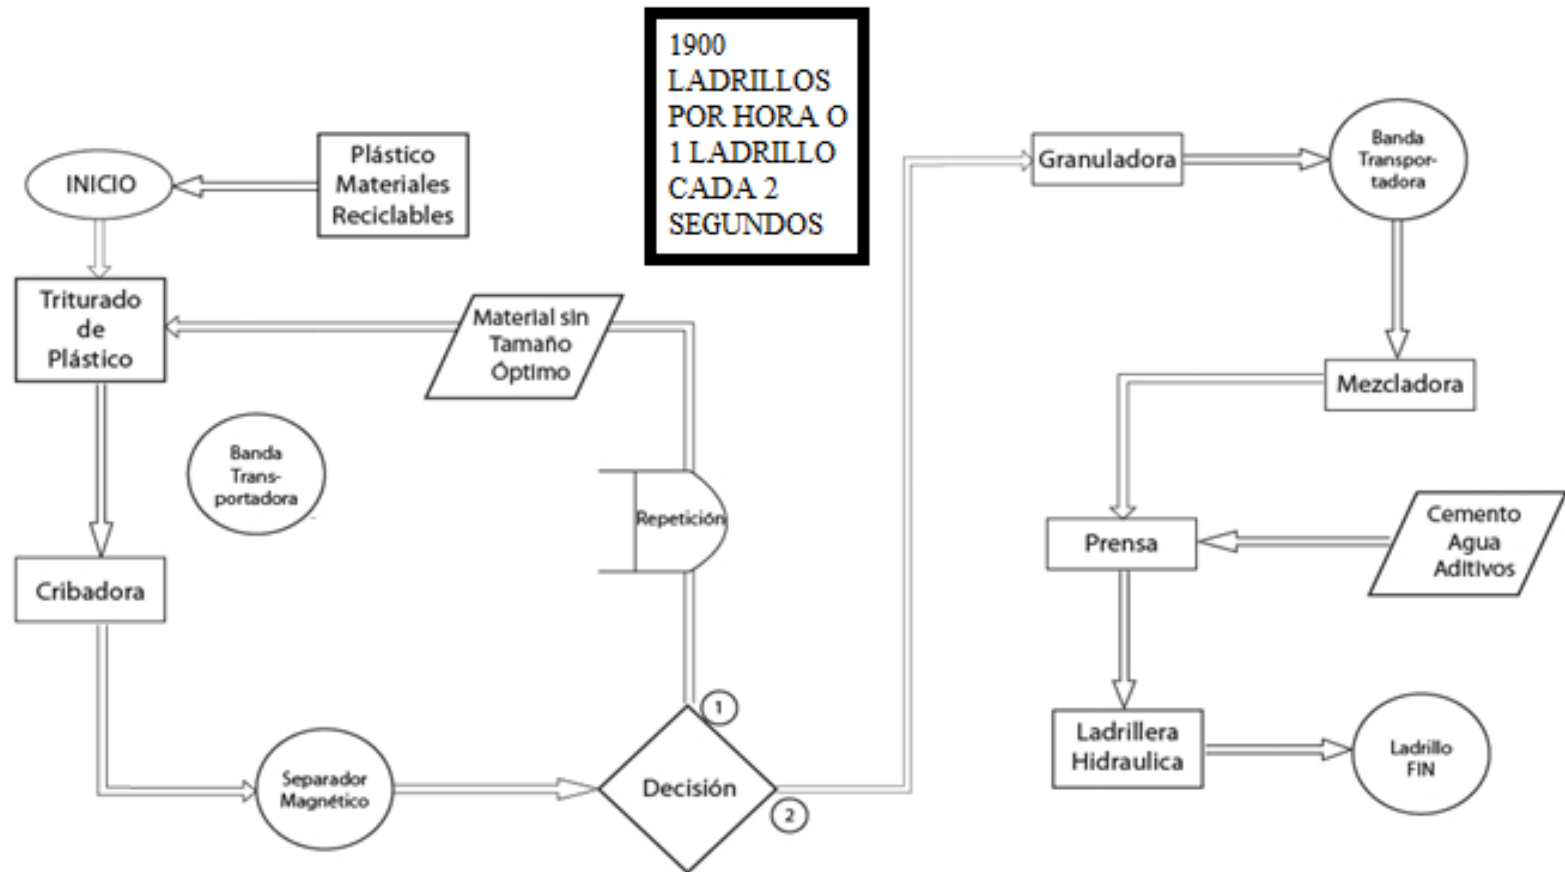 1900
LADRILLOS
POR HORA O
1 LADRILLO
CADA 2
SEGUNDOS
INICIO
Plástico
Materiales
Reciclables
Triturado
de
Plástico
Material sin
Tamaño
Óptimo
Banda
Trans-
portadora
Repetición
Cribadora
Separador
Magnético
Decisión
1
2
Granuladora
Banda
Transpor-
tadora
Mezcladora
Prensa
Cemento
Agua
Aditivos
Ladrillera
Hidraulica
Ladrillo
FIN